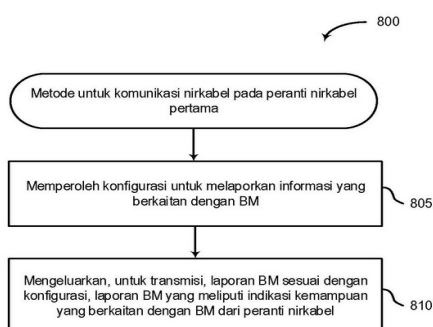 800
Metode untuk komunikasi nirkabel pada peranti nirkabel
pertama
Memperoleh konfigurasi untuk melaporkan informasi yang
berkaitan dengan BM
805
Mengeluarkan, untuk transmisi, laporan BM sesuai dengan
konfigurasi, laporan BM yang meliputi indikasi kemampuan
yang berkaitan dengan BM dari peranti nirkabel
810